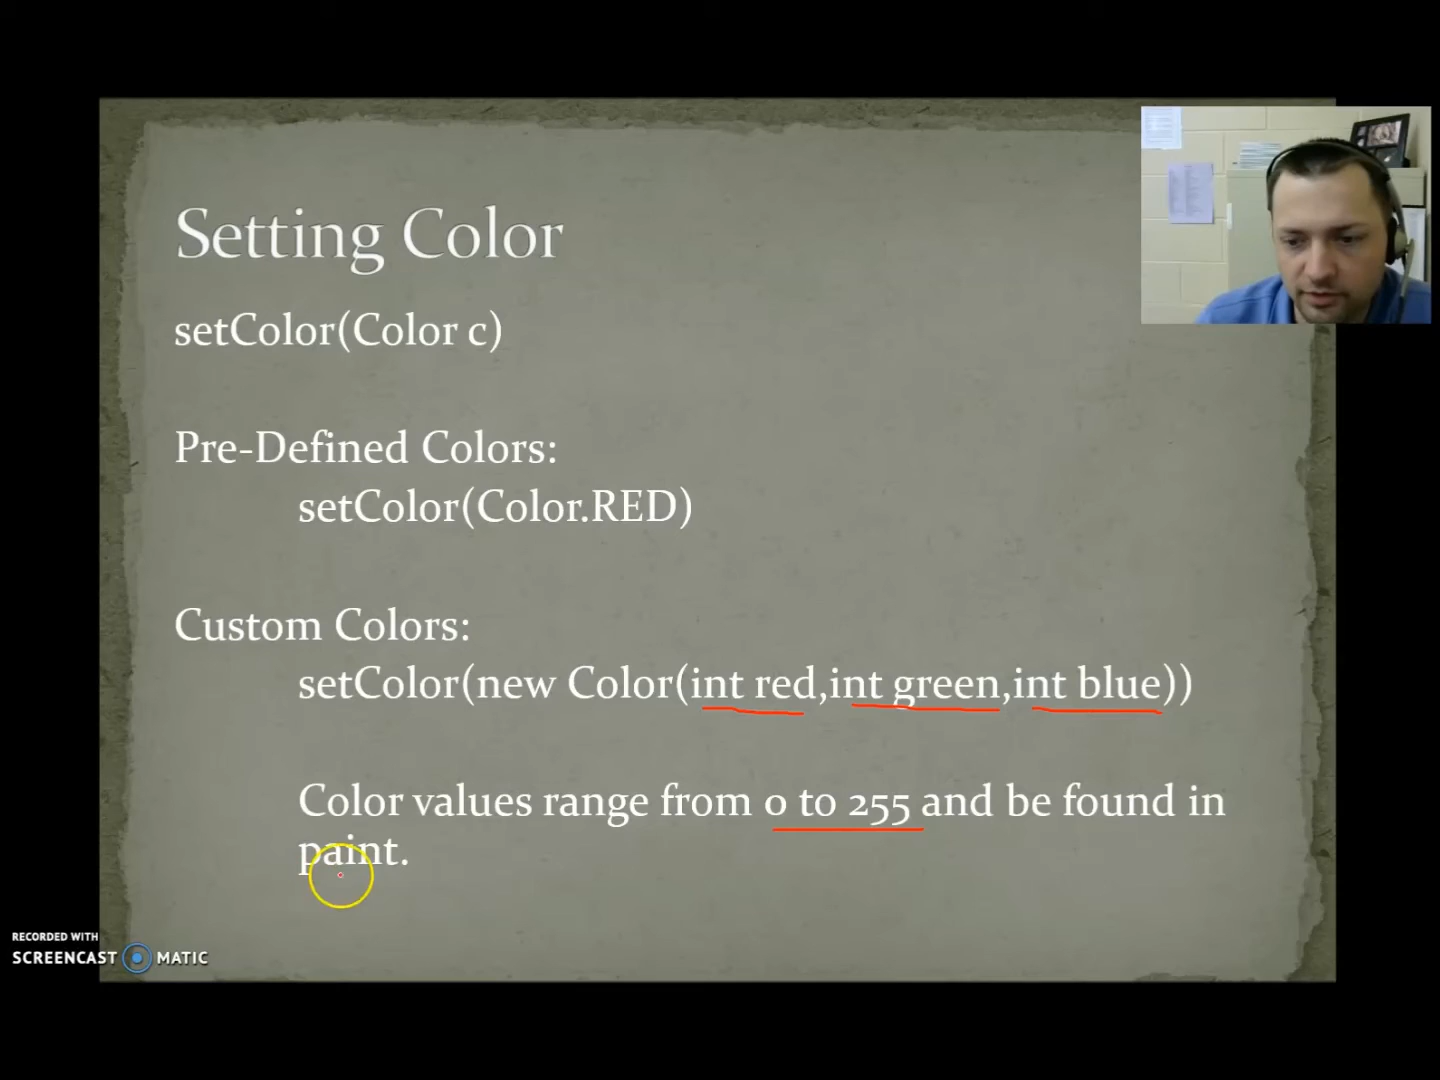 Setting Color
setColor(Color c)
Pre-Defined Colors:
setColor(Color.RED)
Custom Colors:
setColor(new Color(int red,int green,int blue))
Color values range from 0 to 255 and be found in
paint.
RECORDED WITH
SCREENCAST MATIC